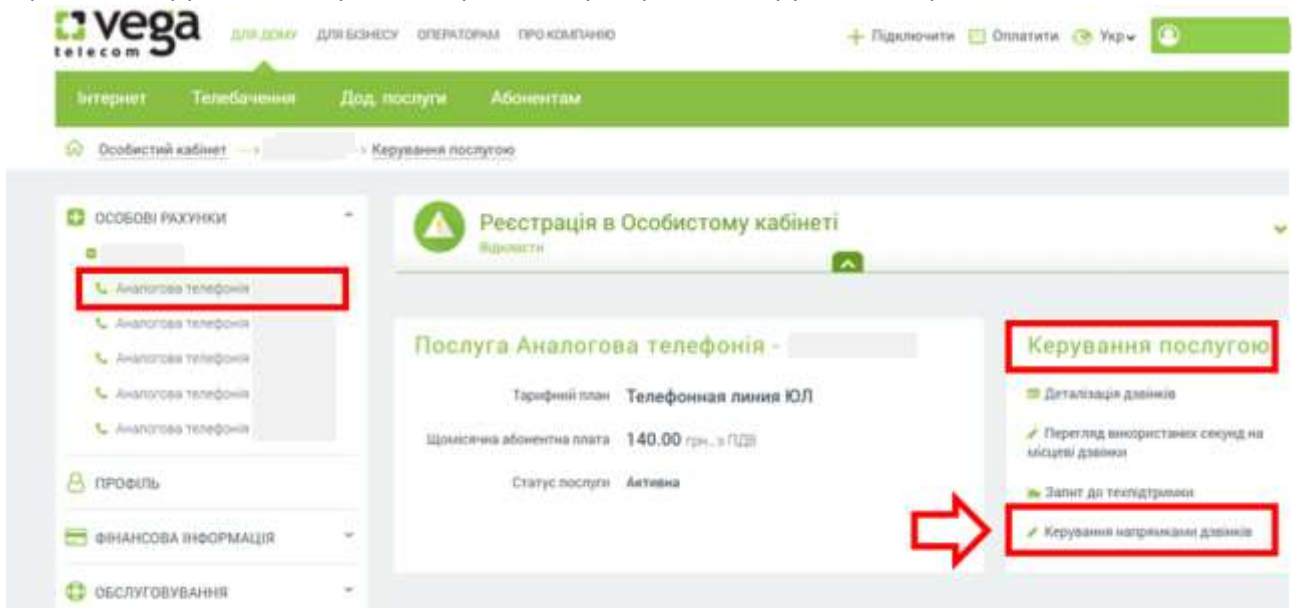 vega
telecom
ДЛЯ ДОМУ ДЛЯ БІЗНЕСУ ОПЕРАТОРАМ ПРО КОМПАНІЮ
Підключити Оплатити Укр
Інтернет Телебачення Дод. послуги Абонентам
Особистий кабінет Керування послугою
ОСОБОВІ РАХУНКИ
Аналогова телефонія
Аналогова телефонія
Аналогова телефонія
Аналогова телефонія
Аналогова телефонія
ПРОФІЛЬ
ФІНАНСОВА ІНФОРМАЦІЯ
ОБСЛУГОВУВАННЯ
Реєстрація в Особистому кабінеті
Відкласти
Послуга Аналогова телефонія -
Тарифний план Телефонная линия ЮЛ
Щомісячна абонентна плата 140.00 грн., з ПДВ
Статус послуги Активна
Керування послугою
Деталізація дзвінків
Перегляд використаних секунд на
місцеві дзвінки
Запит до техпідтримки
Керування напрямками дзвінків